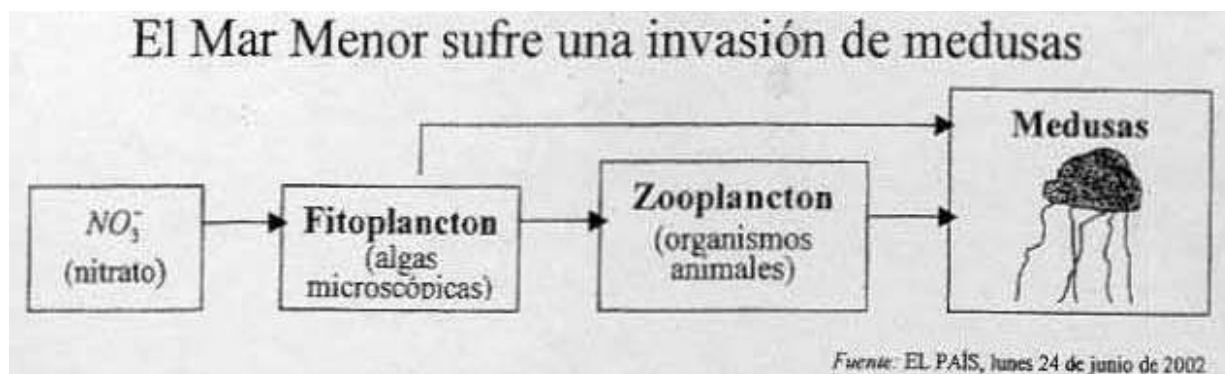 El Mar Menor sufre una invasión de medusas
NO₃⁻
(nitrato)
Fitoplancton
(algas
microscópicas)
Zooplancton
(organismos
animales)
Medusas
Fuente: EL PAÍS, lunes 24 de junio de 2002